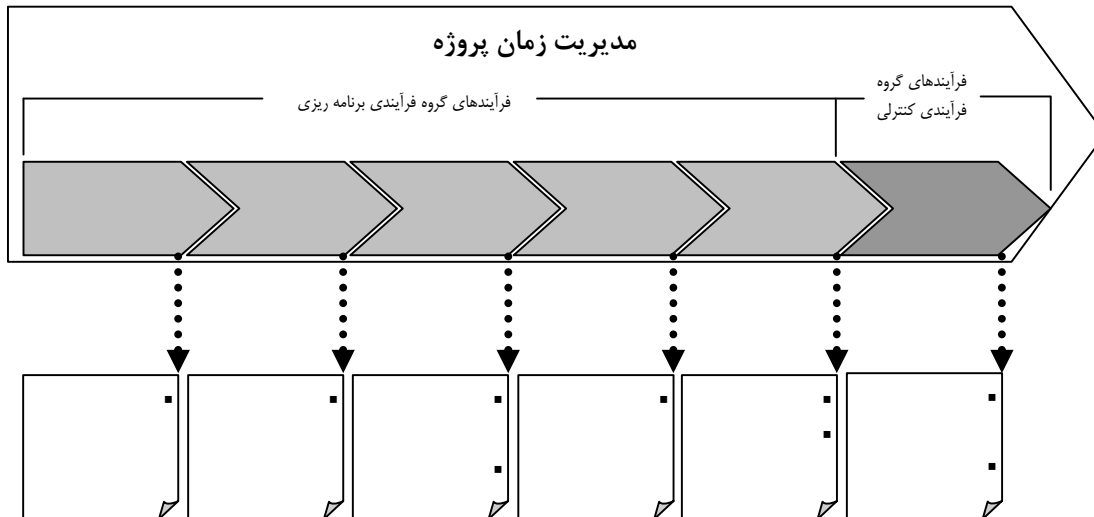 مدیریت زمان پروژه
فرآیندهای گروه
فرآیندی کنترلی
فرآیندهای گروه فرآیندی برنامه ریزی